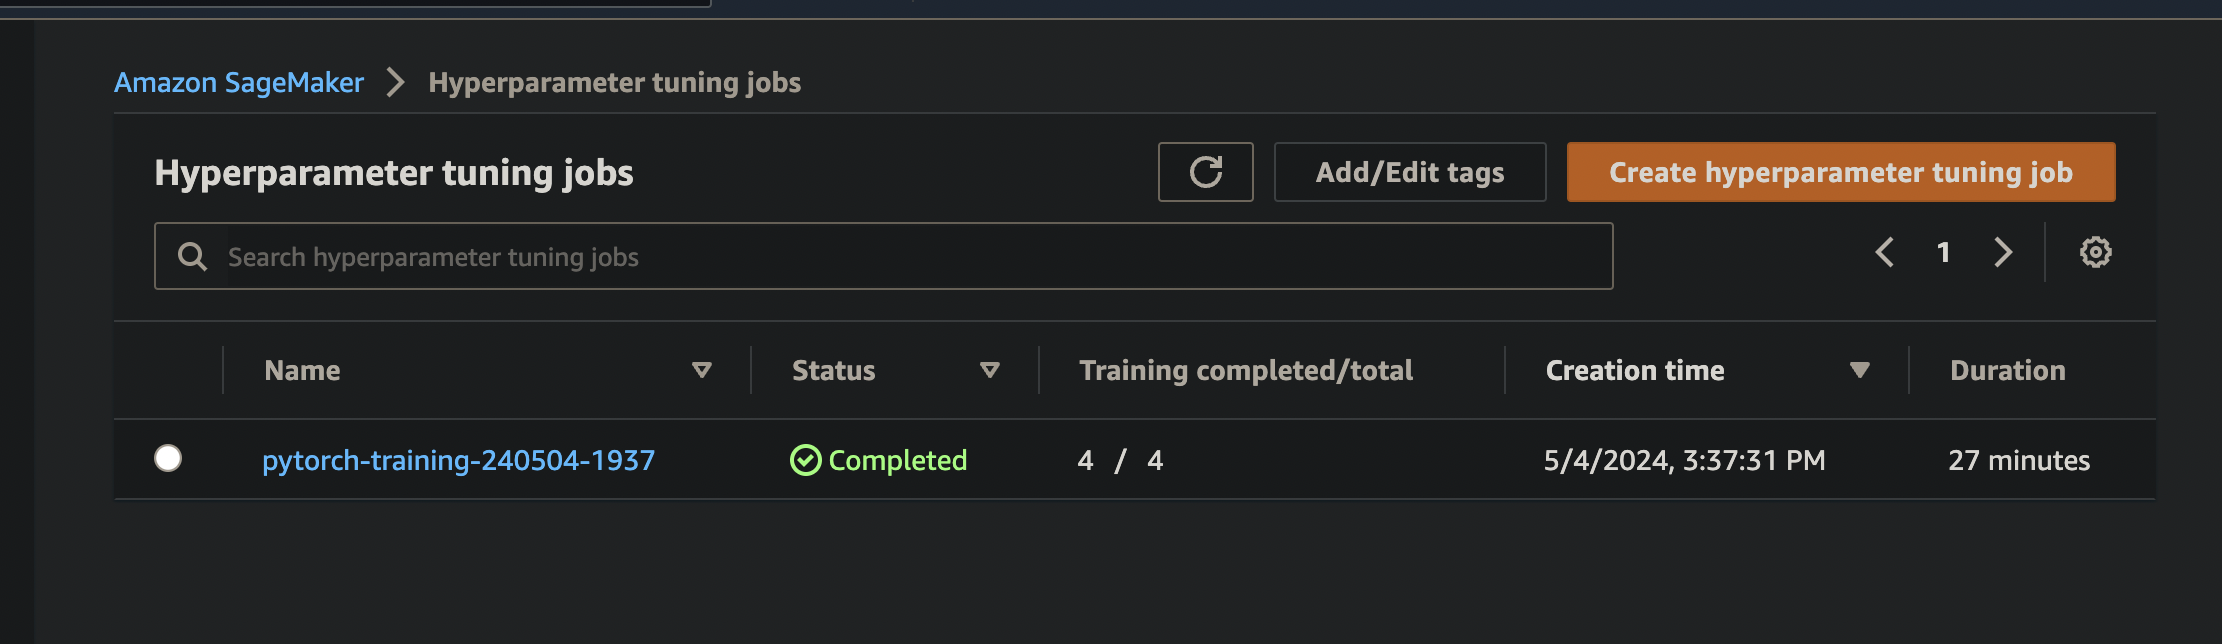 Amazon SageMaker > Hyperparameter tuning jobs
Hyperparameter tuning jobs
Add/Edit tags
Create hyperparameter tuning job
Search hyperparameter tuning jobs
1
Name Status Training completed/total Creation time Duration
pytorch-training-240504-1937 Completed 4 / 4 5/4/2024, 3:37:31 PM 27 minutes